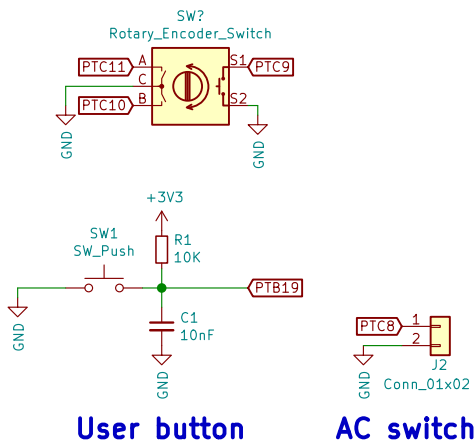 SW?
Rotary_Encoder_Switch
PTC11
A
S1
PTC9
C
PTC10
B
S2
GND
GND
+3V3
SW1
SW_Push
R1
10K
PTB19
GND
C1
10nF
GND
PTC8
1
2
GND
J2
Conn_01x02
User button
AC switch